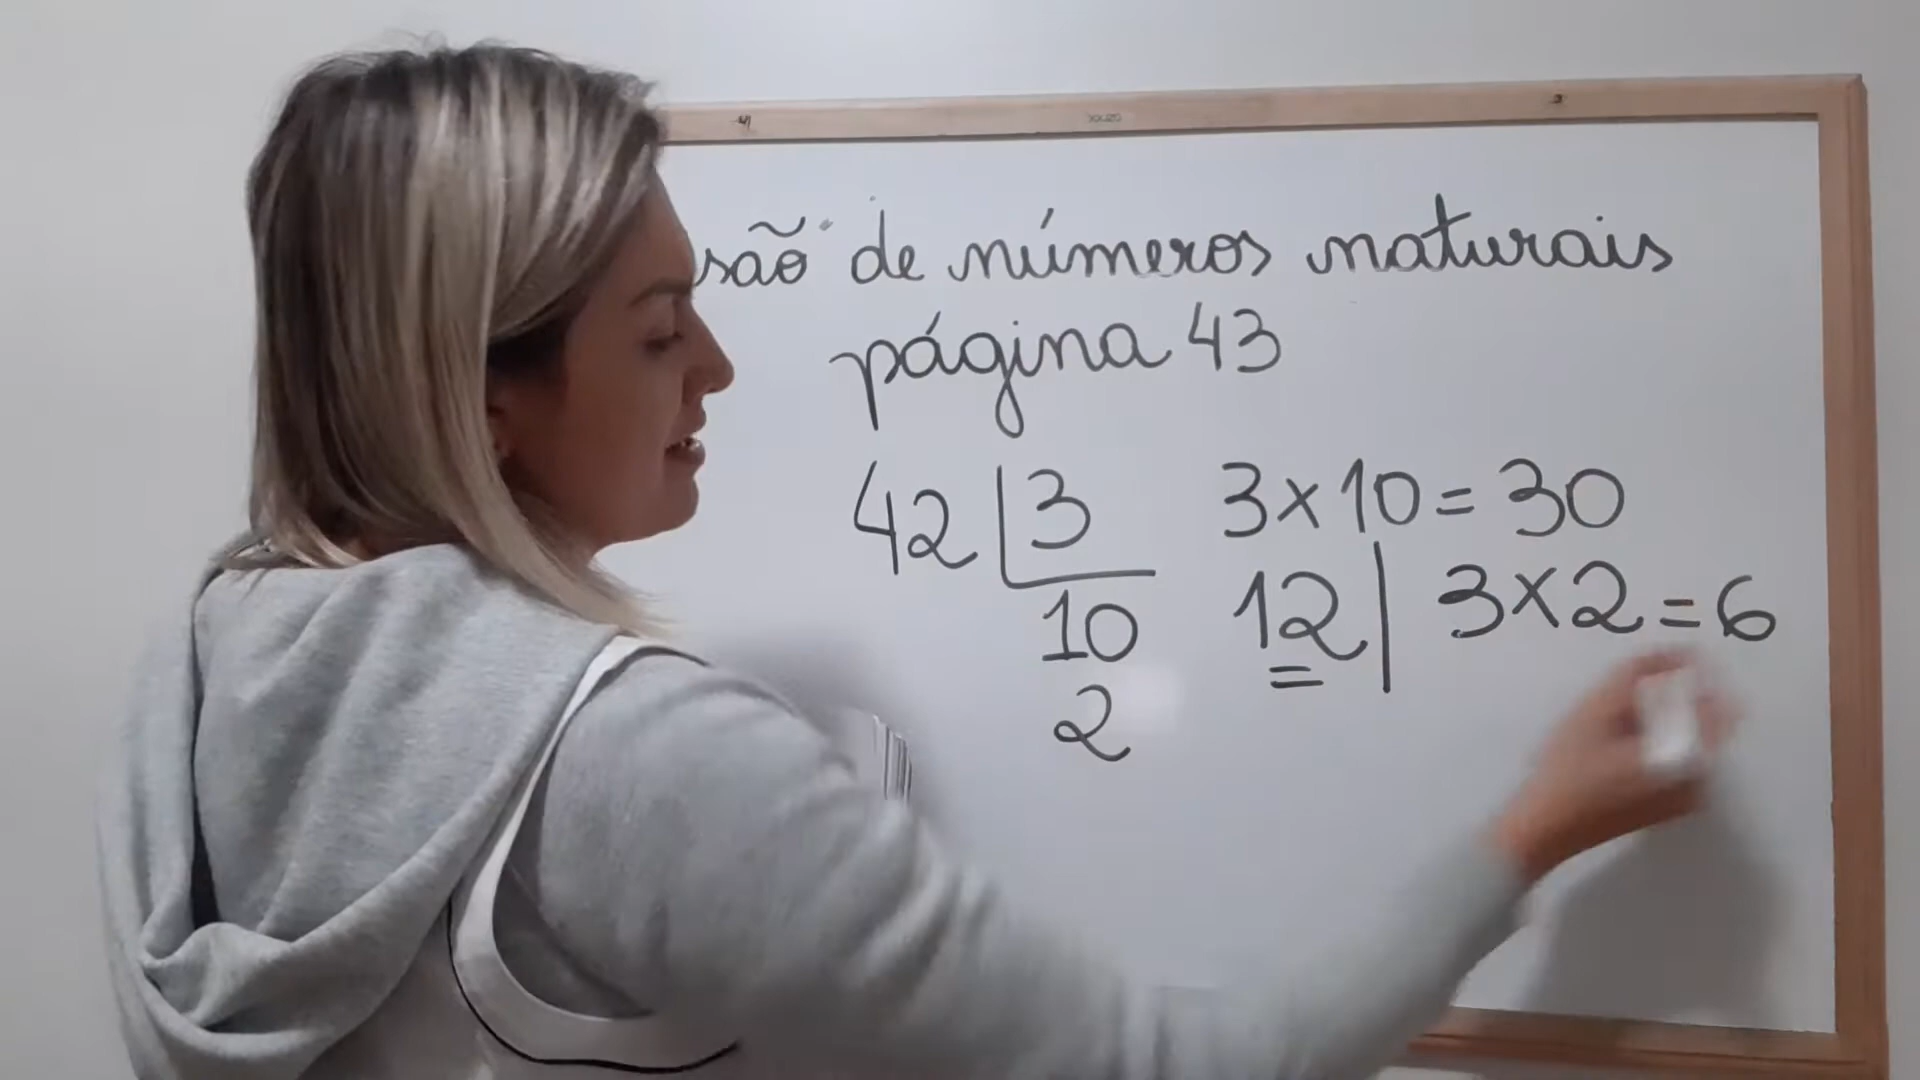 são de números naturais
página 43
42 3 3 x 10 = 30
10 12 3 x 2 = 6
2